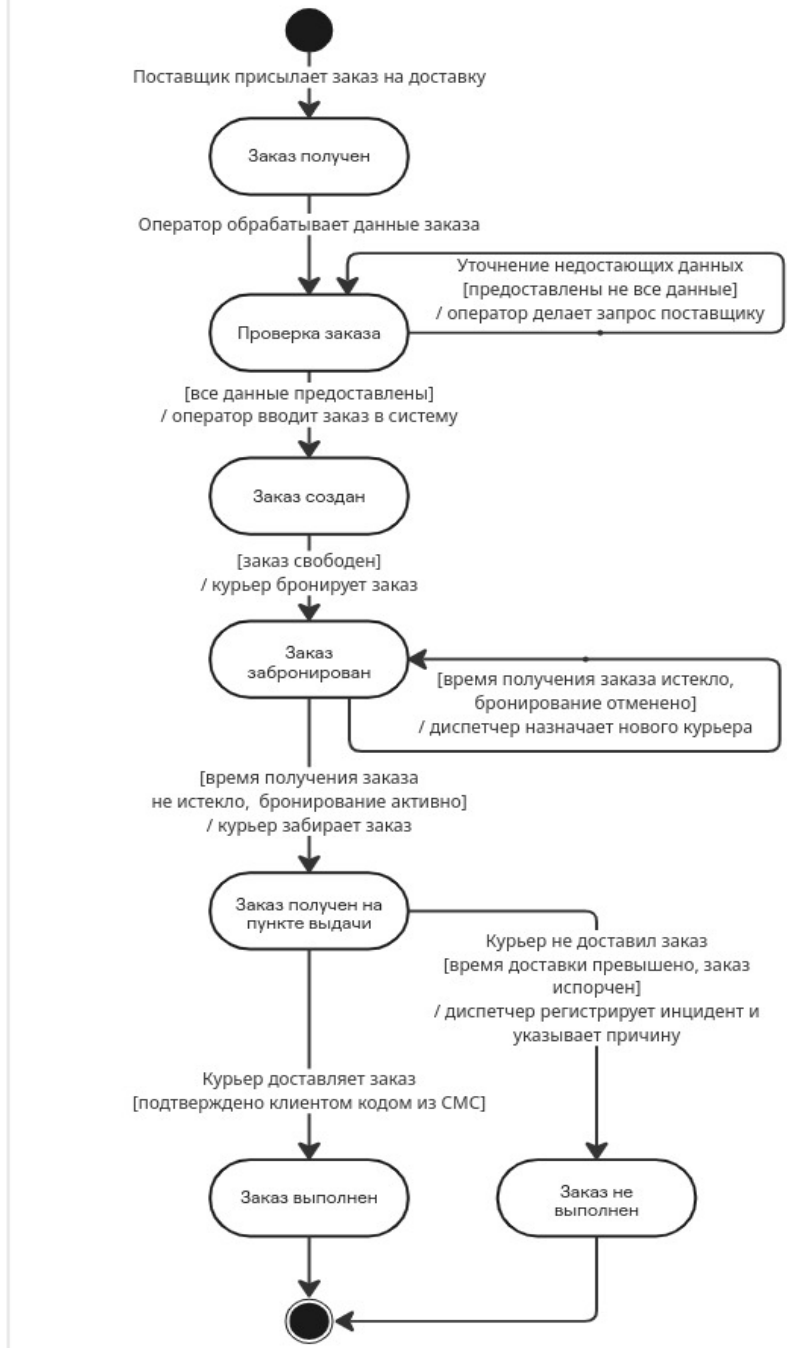 Поставщик присылает заказ на доставку
Заказ получен
Оператор обрабатывает данные заказа
Уточнение недостающих данных
[предоставлены не все данные]
/ оператор делает запрос поставщику
Проверка заказа
[все данные предоставлены]
/ оператор вводит заказ в систему
Заказ создан
[заказ свободен]
/ курьер бронирует заказ
Заказ
забронирован
[время получения заказа истекло,
бронирование отменено]
/ диспетчер назначает нового курьера
[время получения заказа
не истекло,  бронирование активно]
/ курьер забирает заказ
Заказ получен на
пункте выдачи
Курьер не доставил заказ
[время доставки превышено, заказ
испорчен]
/ диспетчер регистрирует инцидент и
указывает причину
Курьер доставляет заказ
[подтверждено клиентом кодом из СМС]
Заказ выполнен
Заказ не
выполнен